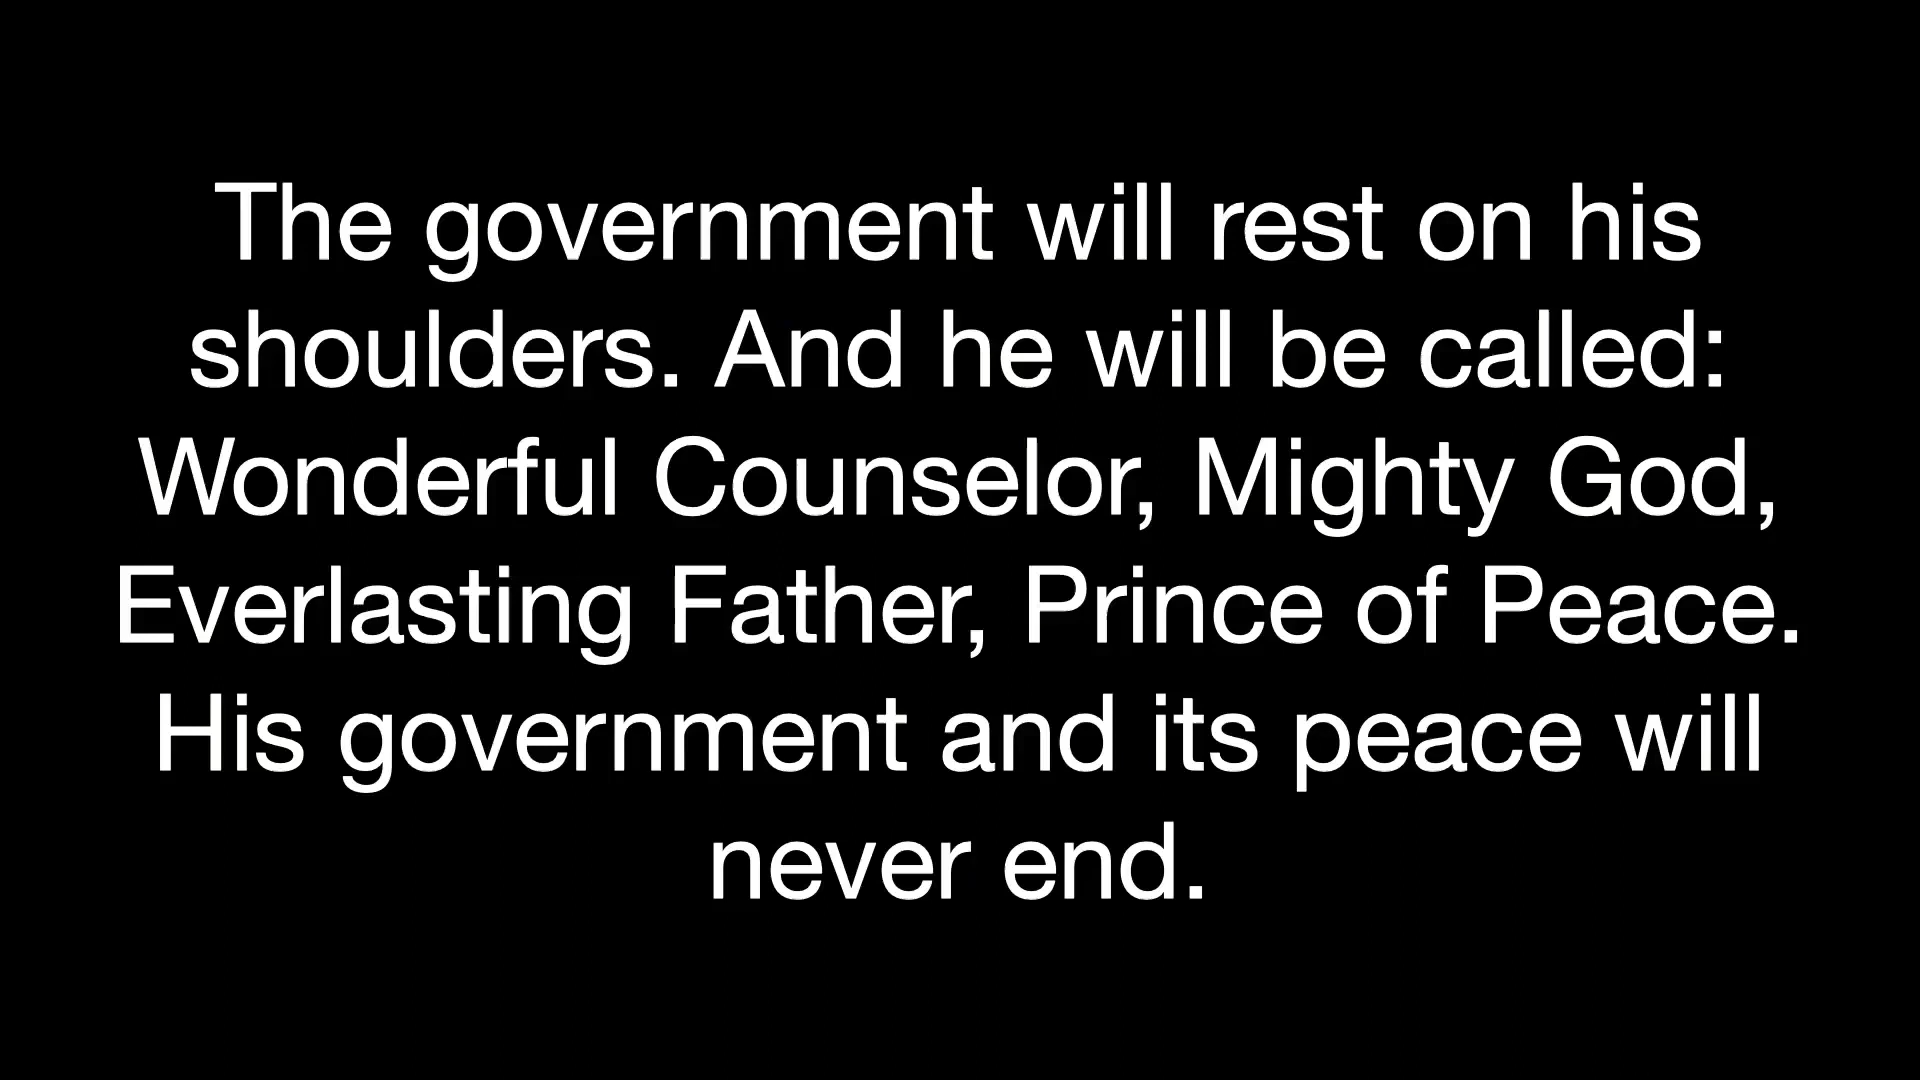 The government will rest on his
shoulders. And he will be called:
Wonderful Counselor, Mighty God,
Everlasting Father, Prince of Peace.
His government and its peace will
never end.